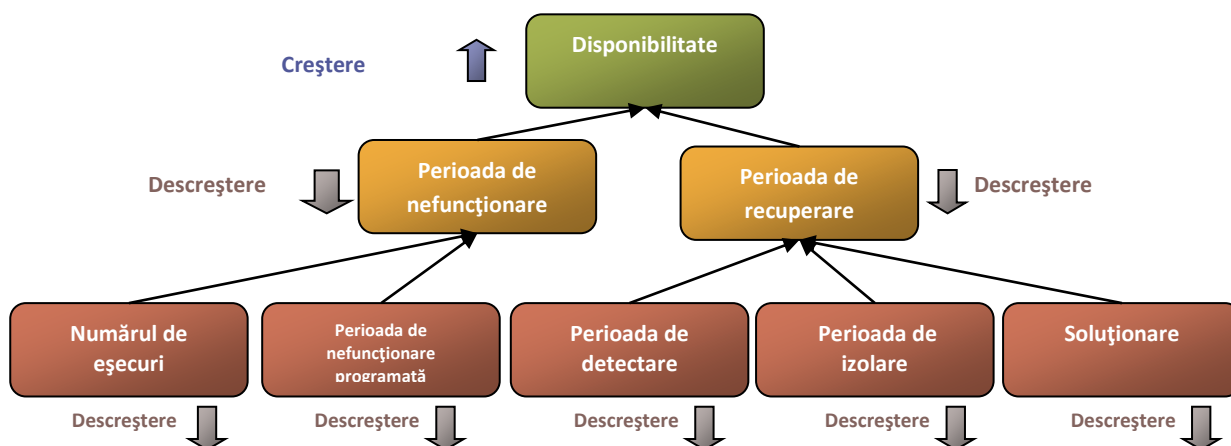 Disponibilitate
Creştere
Perioada de
nefuncţionare
Descreştere
Perioada de
recuperare
Descreştere
Numărul de
eşecuri
Perioada de
nefuncţionare
programată
Perioada de
detectare
Perioada de
izolare
Soluţionare
Descreştere
Descreştere
Descreştere
Descreştere
Descreştere